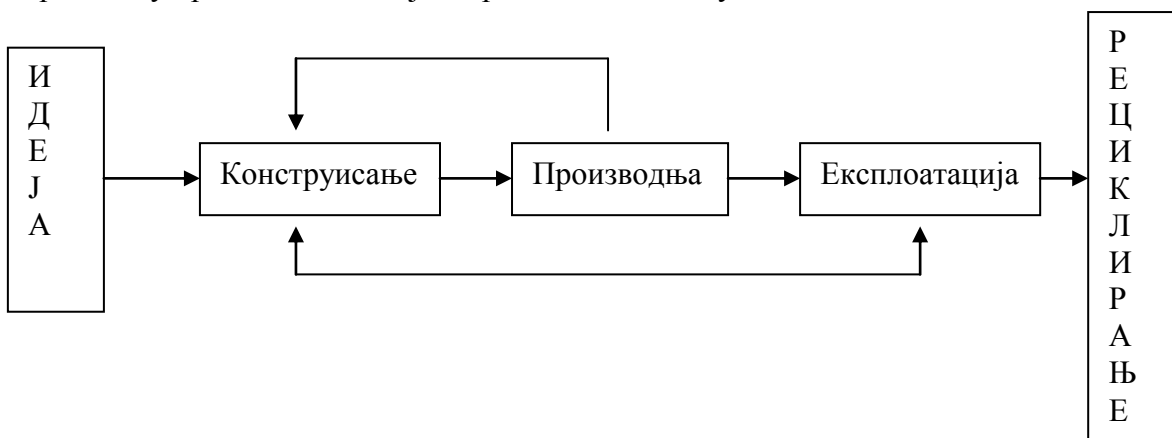 И
Д
Е
Ј
А
Конструисање
Производња
Експлоатација
Р
Е
Ц
И
К
Л
И
Р
А
Њ
Е